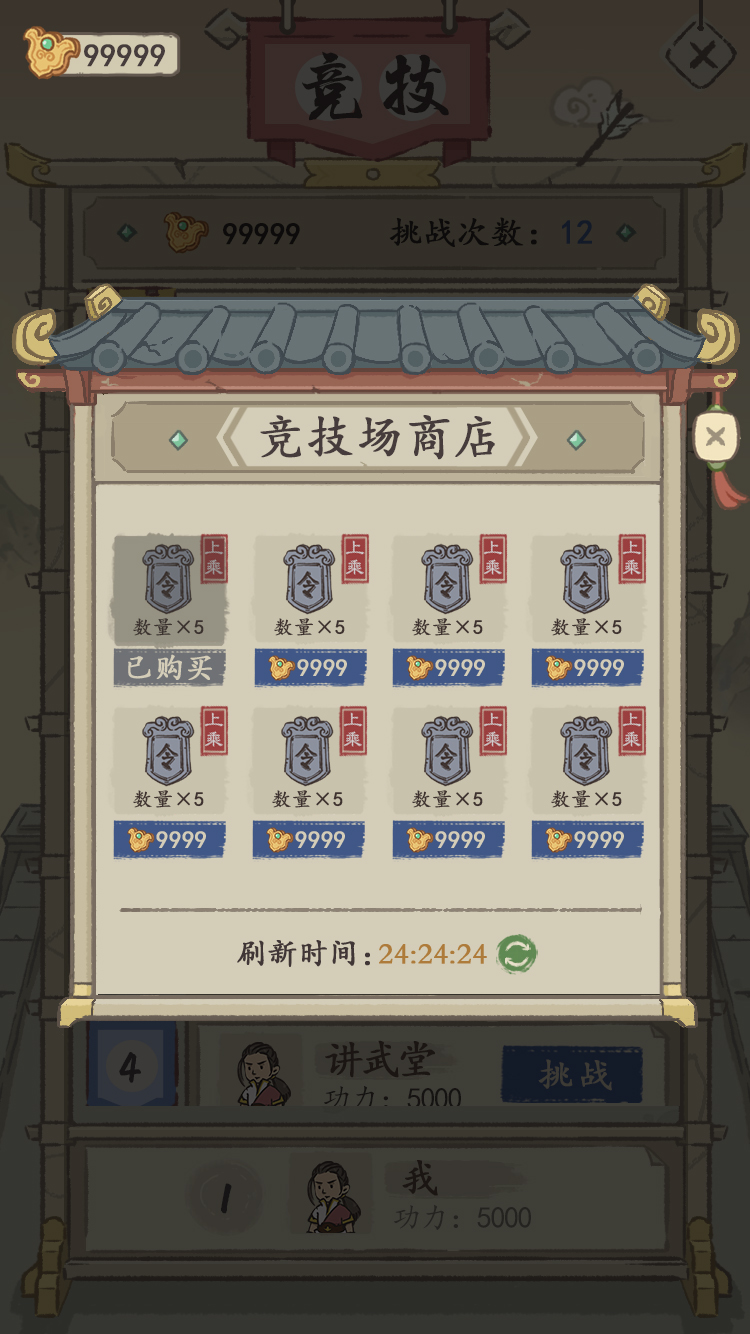 99999
竞技
99999 挑战次数：12
竞技场商店
上乘 上乘 上乘 上乘
令 令 令 令
数量×5 数量×5 数量×5 数量×5
已购买 9999 9999 9999
上乘 上乘 上乘 上乘
令 令 令 令
数量×5 数量×5 数量×5 数量×5
9999 9999 9999 9999
刷新时间:24:24:24
4 讲武堂 挑战
功力：5000
1 我
功力：5000